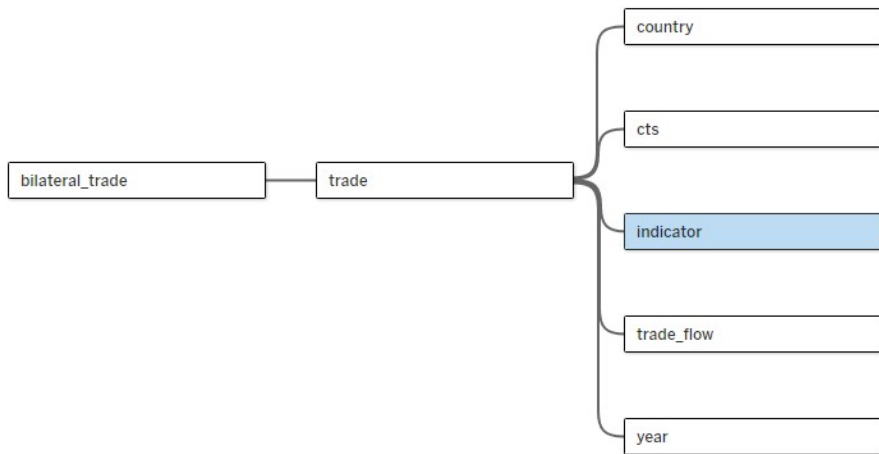 country
cts
bilateral_trade
trade
indicator
trade_flow
year